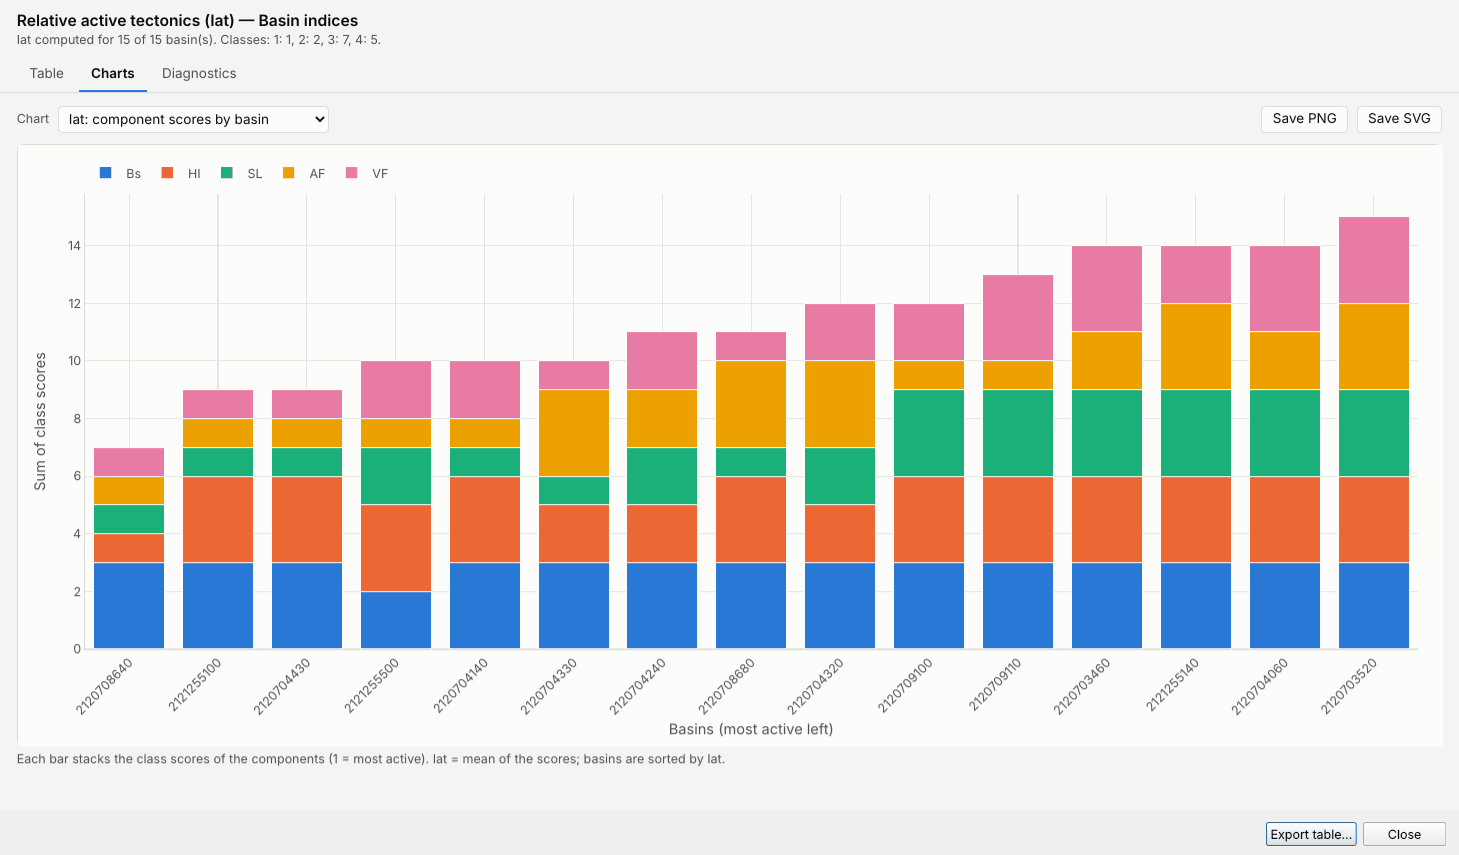 Relative active tectonics (Iat) — Basin indices
Iat computed for 15 of 15 basin(s). Classes: 1: 1, 2: 2, 3: 7, 4: 5.
Table Charts Diagnostics
Chart Iat: component scores by basin Save PNG Save SVG
Bs HI SL AF VF
14
12
10
8
6
4
2
0
Sum of class scores
2120708640 2121255100 2120704430 2121255500 2120704140 2120704330 2120704240 2120708680 2120704320 2120709100 2120709110 2120703460 2121255140 2120704060 2120703520
Basins (most active left)
Each bar stacks the class scores of the components (1 = most active). Iat = mean of the scores; basins are sorted by Iat.
Export table... Close